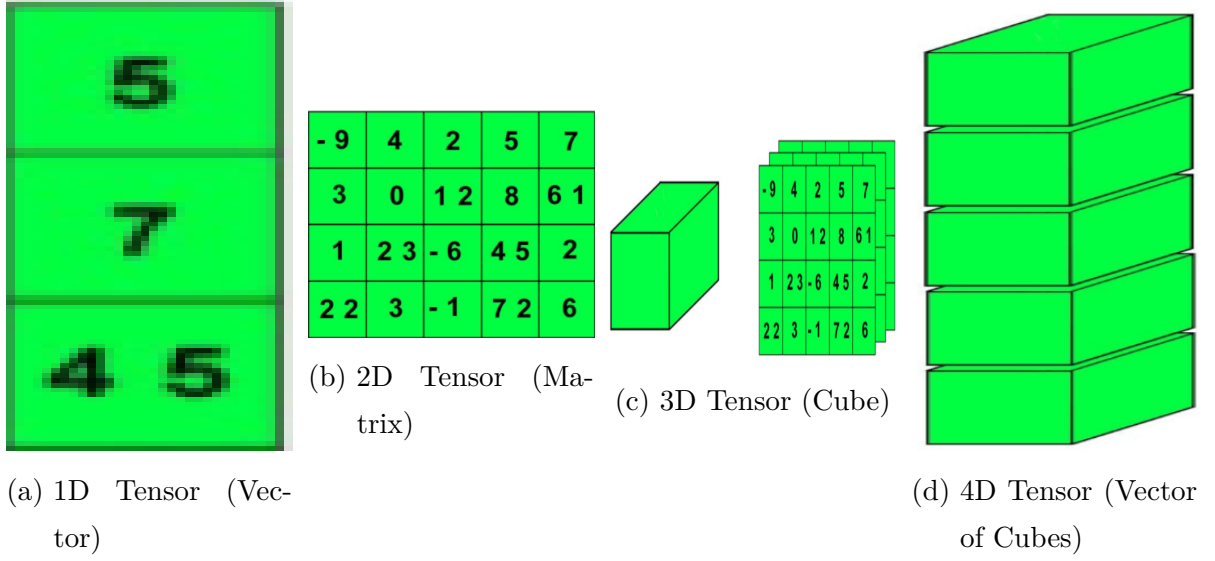 5
7
4 5
(a) 1D Tensor (Vec-
tor)
- 9 4 2 5 7
3 0 1 2 8 6 1
1 2 3 - 6 4 5 2
2 2 3 - 1 7 2 6
(b) 2D Tensor (Ma-
trix)
- 9 4 2 5 7
3 0 1 2 8 6 1
1 2 3 - 6 4 5 2
2 2 3 - 1 7 2 6
(c) 3D Tensor (Cube)
(d) 4D Tensor (Vector
of Cubes)